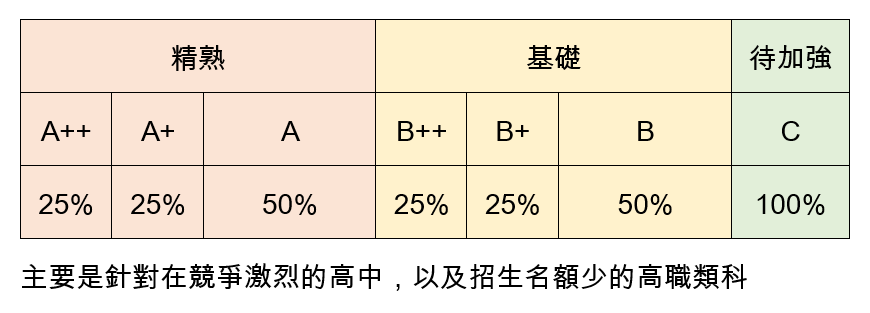 精熟 基礎 待加強
A++ A+ A B++ B+ B C
25% 25% 50% 25% 25% 50% 100%
主要是針對在競爭激烈的高中，以及招生名額少的高職類科